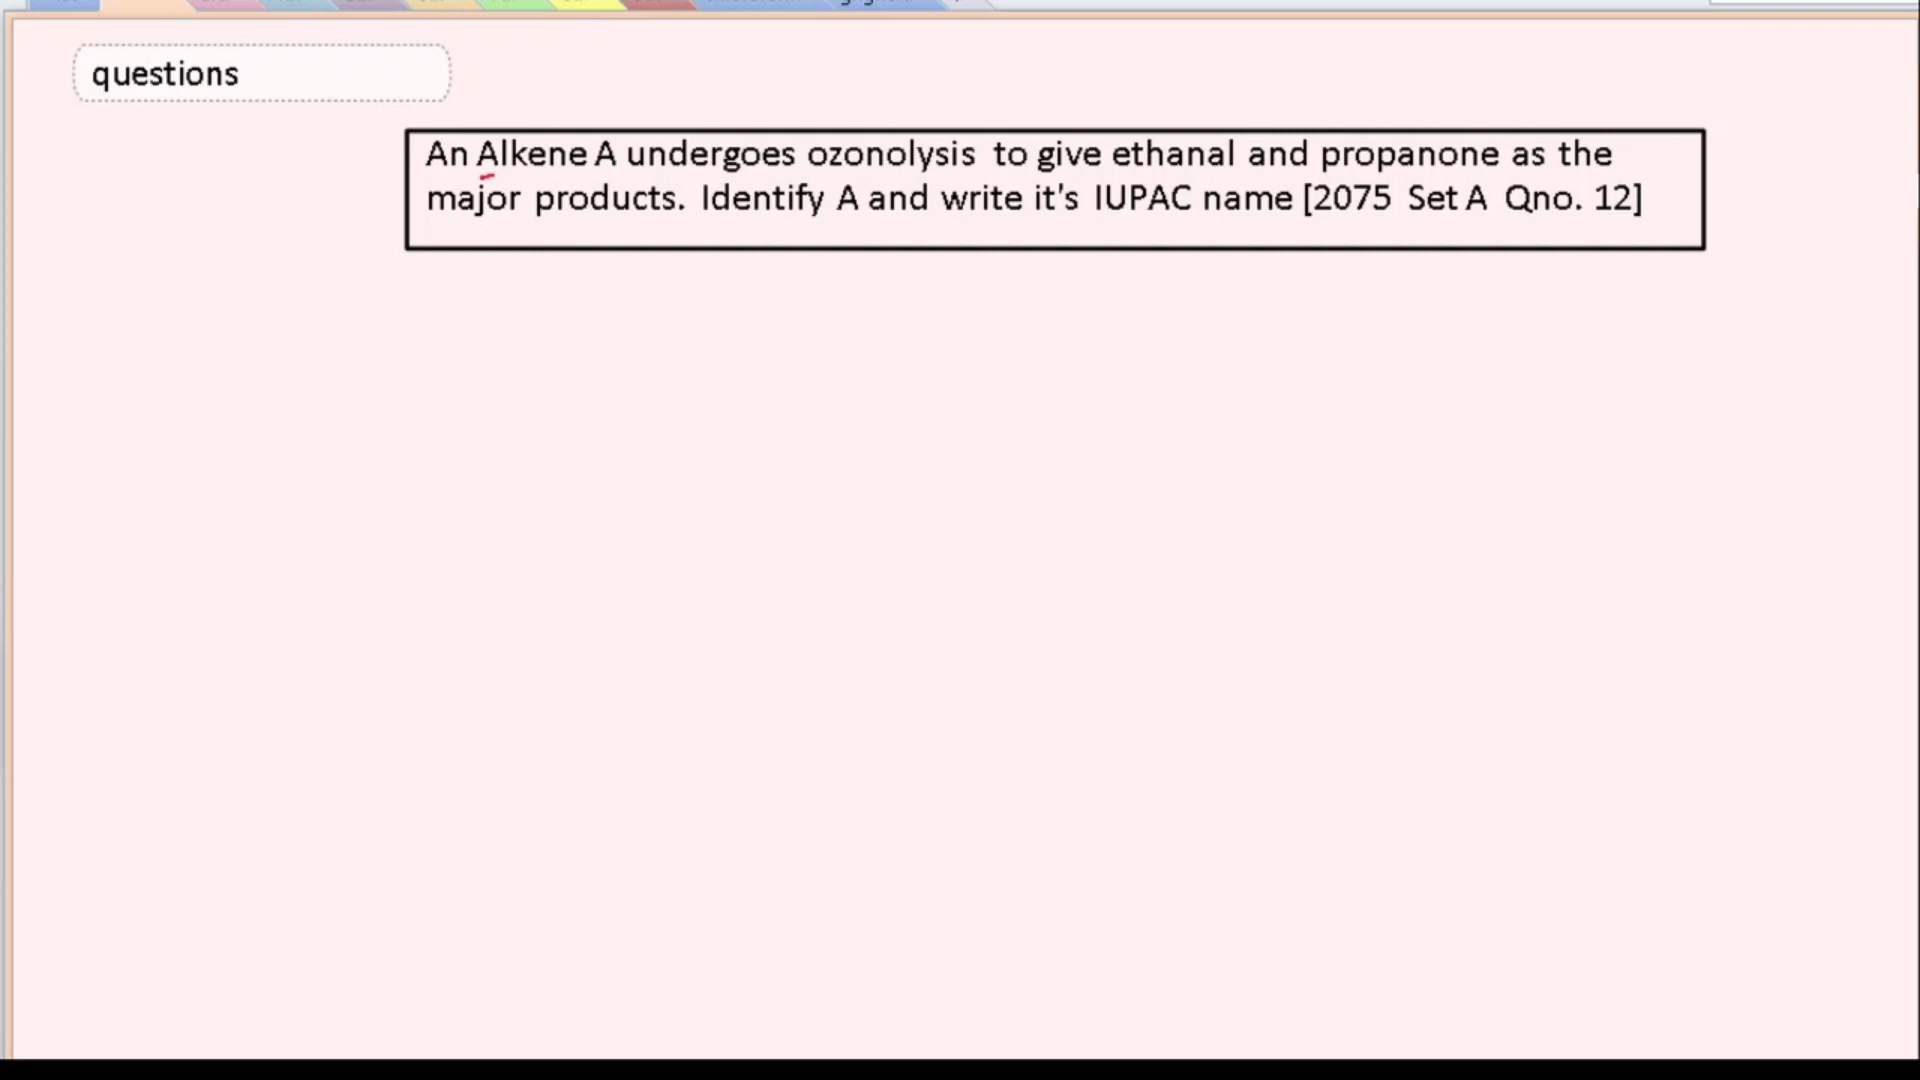 questions
An Alkene A undergoes ozonolysis to give ethanal and propanone as the
major products. Identify A and write it's IUPAC name [2075 Set A Qno. 12]